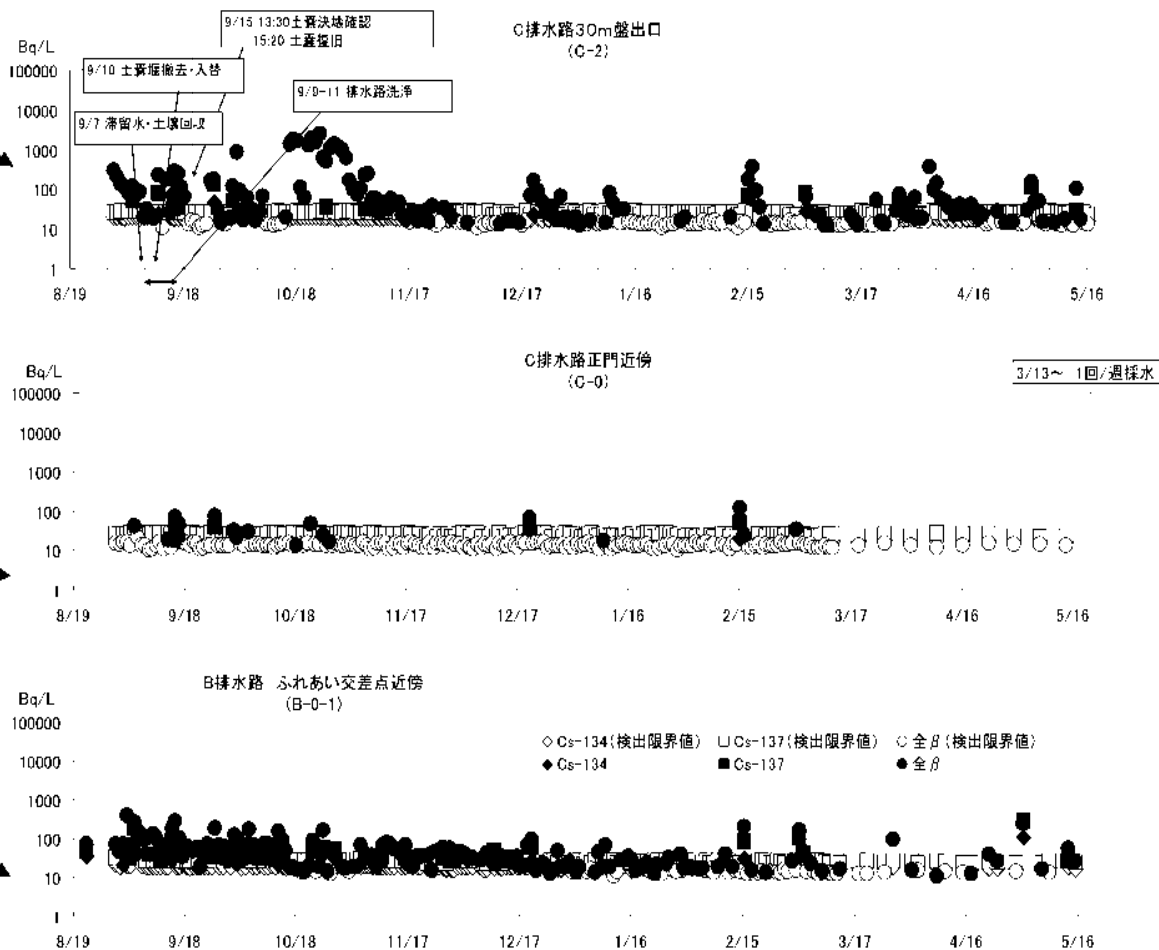 C排水路30m盤出口
(C-2)
9/15 13:30土嚢決壊確認
15:20 土嚢復旧
9/10 土嚢堰撤去・入替
9/9-11 排水路洗浄
9/7 滞留水・土壌回収
Bq/L
100000
10000
1000
100
10
1
8/19 9/18 10/18 11/17 12/17 1/16 2/15 3/17 4/16 5/16
C排水路正門近傍
(C-0)
3/13~ 1回/週採水
Bq/L
100000
10000
1000
100
10
1
8/19 9/18 10/18 11/17 12/17 1/16 2/15 3/17 4/16 5/16
B排水路 ふれあい交差点近傍
(B-0-1)
Bq/L
◇ Cs-134(検出限界値) □ Cs-137(検出限界値) ○ 全β(検出限界値)
◆ Cs-134 ■ Cs-137 ● 全β
100000
10000
1000
100
10
1
8/19 9/18 10/18 11/17 12/17 1/16 2/15 3/17 4/16 5/16